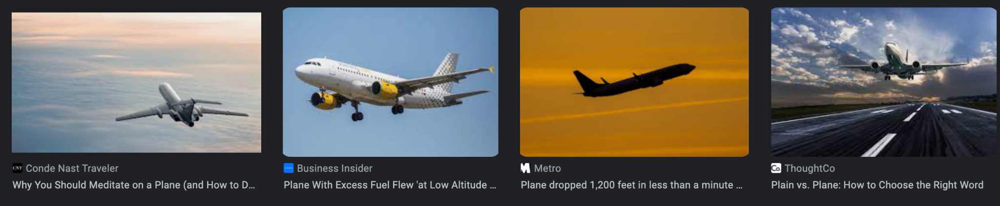 CNT Conde Nast Traveler
Why You Should Meditate on a Plane (and How to D...
Business Insider
Plane With Excess Fuel Flew 'at Low Altitude ...
M Metro
Plane dropped 1,200 feet in less than a minute ...
Co. ThoughtCo
Plain vs. Plane: How to Choose the Right Word